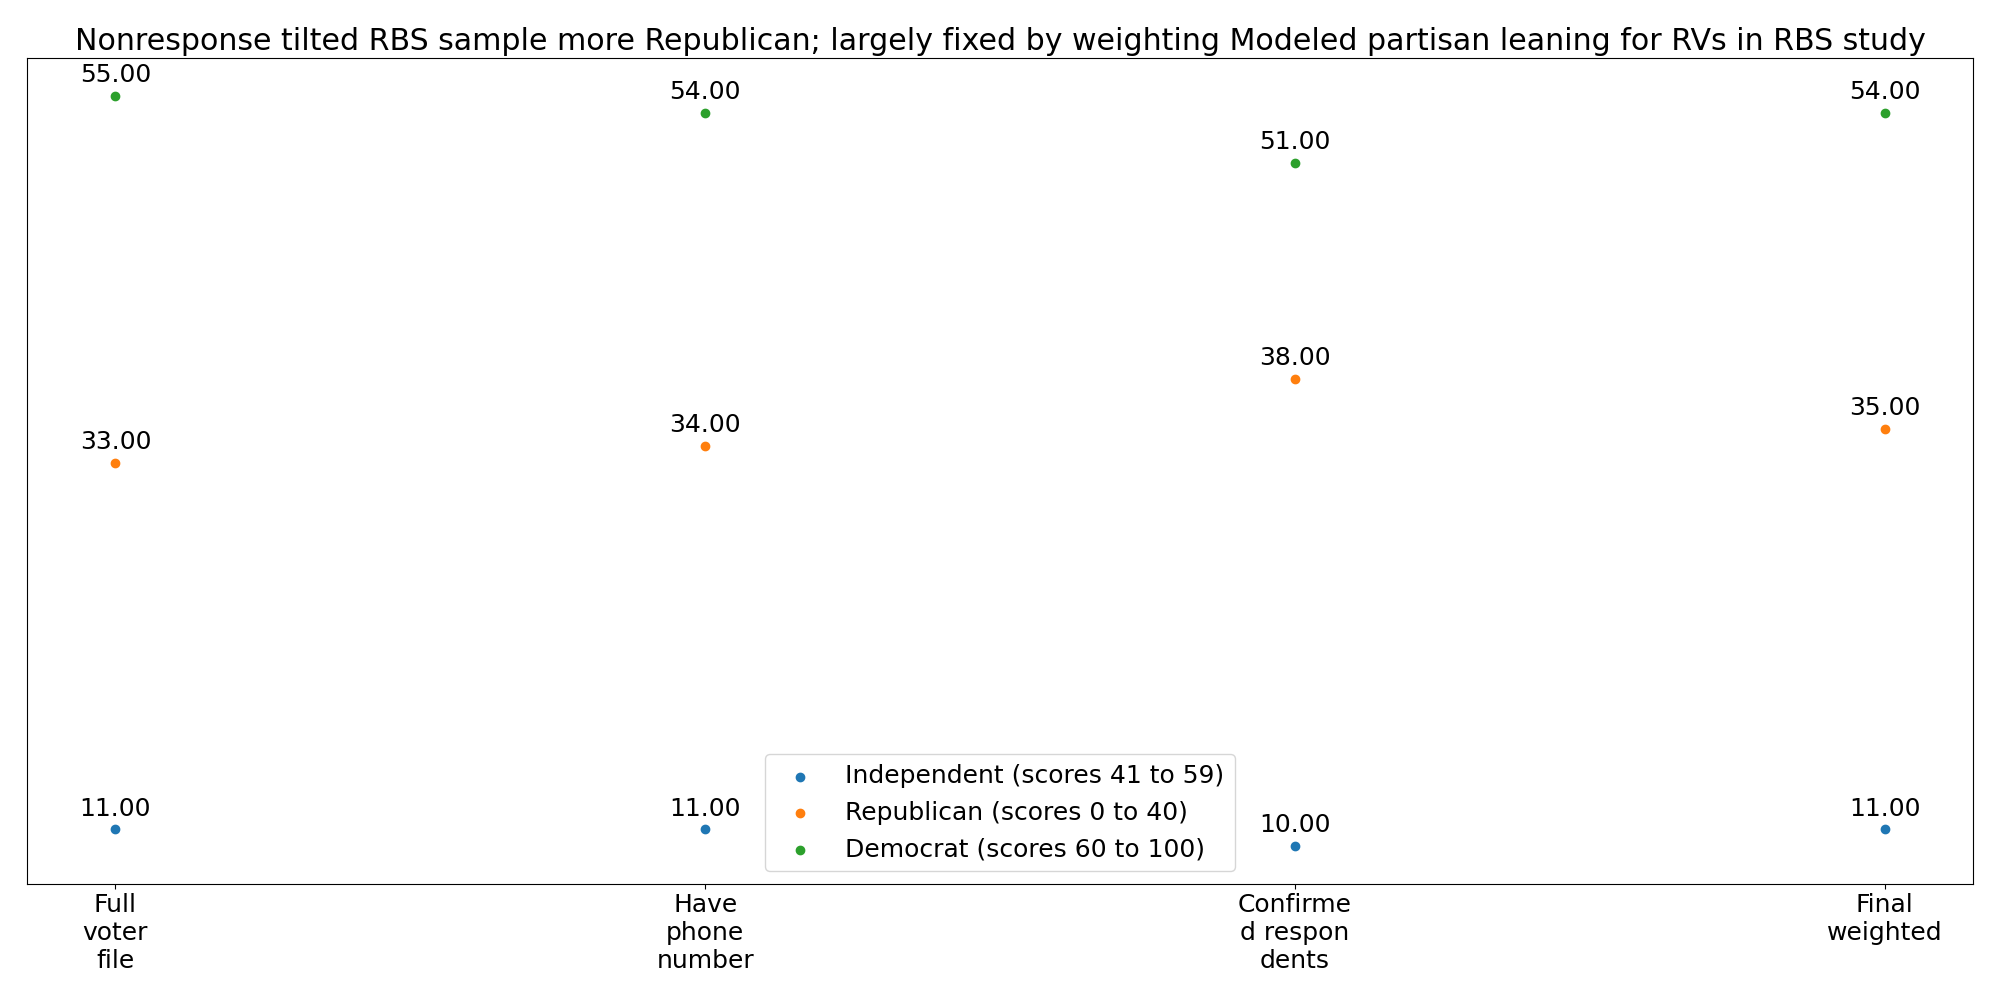 Nonresponse tilted RBS sample more Republican; largely fixed by weighting Modeled partisan leaning for RVs in RBS study
55.00
54.00
51.00
54.00
33.00
34.00
38.00
35.00
11.00
11.00
10.00
11.00
Independent (scores 41 to 59)
Republican (scores 0 to 40)
Democrat (scores 60 to 100)
Full
voter
file
Have
phone
number
Confirme
d respon
dents
Final
weighted